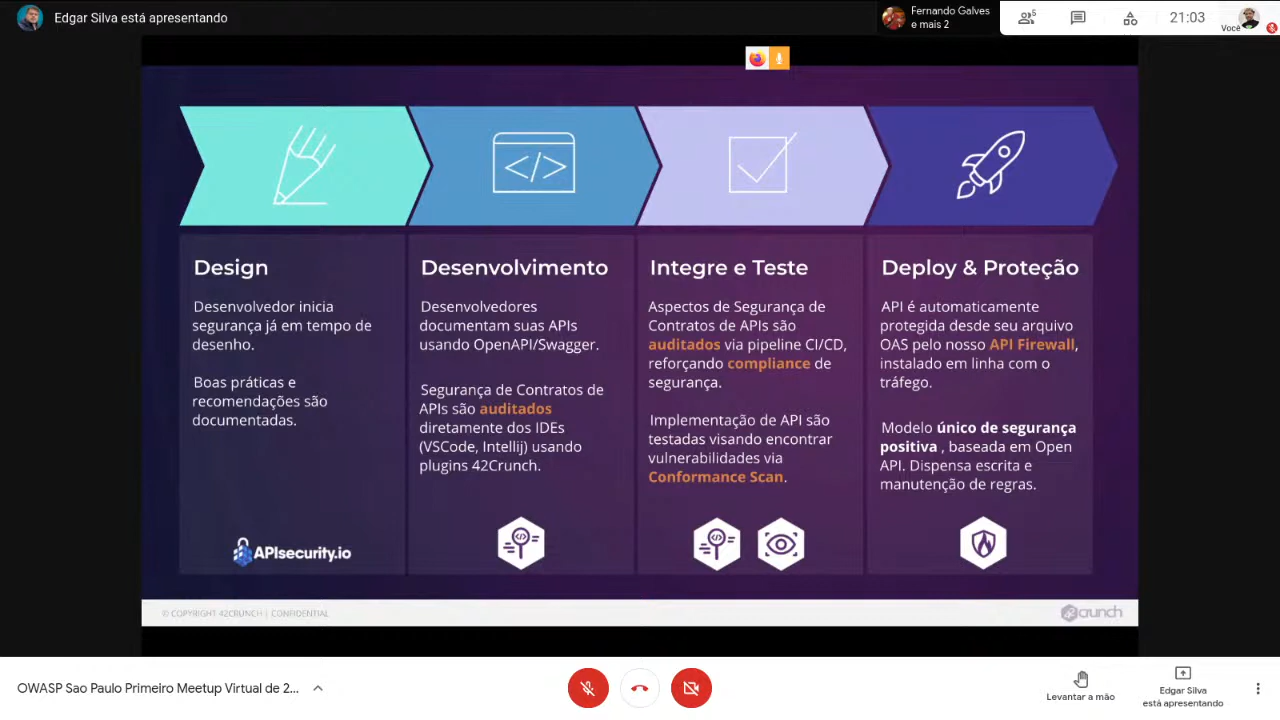 Edgar Silva está apresentando
Fernando Galves
e mais 2
6
21:03
Você
</>
Design
Desenvolvedor inicia
segurança já em tempo de
desenho.
Boas práticas e
recomendações são
documentadas.
APIsecurity.io
Desenvolvimento
Desenvolvedores
documentam suas APIs
usando OpenAPI/Swagger.
Segurança de Contratos de
APIs são auditados
diretamente dos IDEs
(VSCode, Intellij) usando
plugins 42Crunch.
Integre e Teste
Aspectos de Segurança de
Contratos de APIs são
auditados via pipeline CI/CD,
reforçando compliance de
segurança.
Implementação de API são
testadas visando encontrar
vulnerabilidades via
Conformance Scan.
Deploy & Proteção
API é automaticamente
protegida desde seu arquivo
OAS pelo nosso API Firewall,
instalado em linha com o
tráfego.
Modelo único de segurança
positiva , baseada em Open
API. Dispensa escrita e
manutenção de regras.
© COPYRIGHT 42CRUNCH | CONFIDENTIAL
42crunch
OWASP Sao Paulo Primeiro Meetup Virtual de 2...
Levantar a mão
Edgar Silva
está apresentando